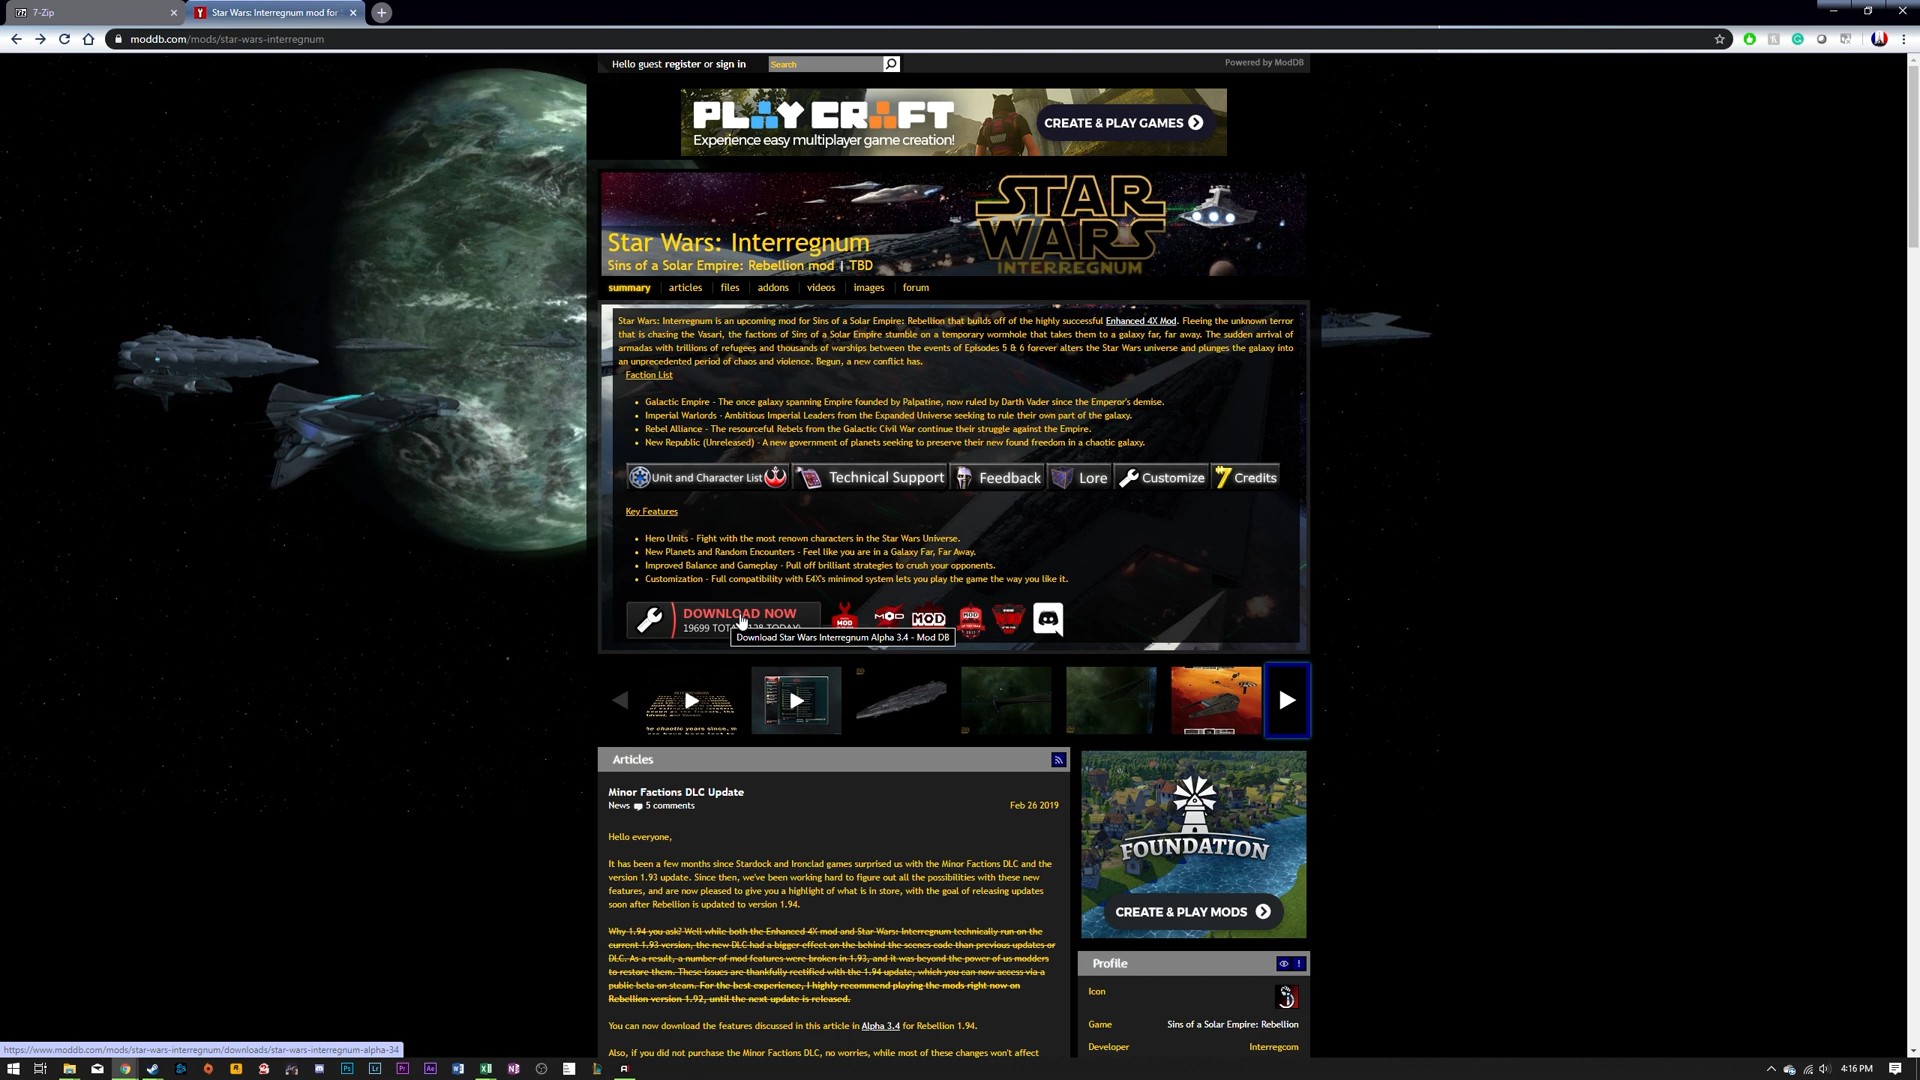 7-Zip
Star Wars: Interregnum mod for
moddb.com/mods/star-wars-interregnum
Hello guest register or sign in
Search
Powered by ModDB
PLAYCRAFT
Experience easy multiplayer game creation!
CREATE & PLAY GAMES
STAR
WARS
INTERREGNUM
Star Wars: Interregnum
Sins of a Solar Empire: Rebellion mod | TBD
summary articles files addons videos images forum
Star Wars: Interregnum is an upcoming mod for Sins of a Solar Empire: Rebellion that builds off of the highly successful Enhanced 4X Mod. Fleeing the unknown terror
that is chasing the Vasari, the factions of Sins of a Solar Empire stumble on a temporary wormhole that takes them to a galaxy far, far away. The sudden arrival of
armadas with trillions of refugees and thousands of warships between the events of Episodes 5 & 6 forever alters the Star Wars universe and plunges the galaxy into
an unprecedented period of chaos and violence. Begun, a new conflict has.
Faction List
• Galactic Empire - The once galaxy spanning Empire founded by Palpatine, now ruled by Darth Vader since the Emperor's demise.
• Imperial Warlords - Ambitious Imperial Leaders from the Expanded Universe seeking to rule their own part of the galaxy.
• Rebel Alliance - The resourceful Rebels from the Galactic Civil War continue their struggle against the Empire.
• New Republic (Unreleased) - A new government of planets seeking to preserve their new found freedom in a chaotic galaxy.
Unit and Character List Technical Support Feedback Lore Customize Credits
Key Features
• Hero Units - Fight with the most renown characters in the Star Wars Universe.
• New Planets and Random Encounters - Feel like you are in a Galaxy Far, Far Away.
• Improved Balance and Gameplay - Pull off brilliant strategies to crush your opponents.
• Customization - Full compatibility with E4X's minimod system lets you play the game the way you like it.
DOWNLOAD NOW
19699 TOTAL (128 TODAY)
MOD MOD MOD MOD
Download Star Wars Interregnum Alpha 3.4 - Mod DB
Articles
Minor Factions DLC Update
News 5 comments Feb 26 2019
Hello everyone,
It has been a few months since Stardock and Ironclad games surprised us with the Minor Factions DLC and the
version 1.93 update. Since then, we've been working hard to figure out all the possibilities with these new
features, and are now pleased to give you a highlight of what is in store, with the goal of releasing updates
soon after Rebellion is updated to version 1.94.
Why 1.94 you ask? Well while both the Enhanced 4X mod and Star Wars: Interregnum technically run on the
current 1.93 version, the new DLC had a bigger effect on the behind the scenes code than previous updates or
DLC. As a result, a number of mod features were broken in 1.93, and it was beyond the power of us modders
to restore them. These issues are thankfully rectified with the 1.94 update, which you can now access via a
public beta on steam. For the best experience, I highly recommend playing the mods right now on
Rebellion version 1.92, until the next update is released.
You can now download the features discussed in this article in Alpha 3.4 for Rebellion 1.94.
Also, if you did not purchase the Minor Factions DLC, no worries, while most of these changes won't affect
FOUNDATION
CREATE & PLAY MODS
Profile
Icon
Game Sins of a Solar Empire: Rebellion
Developer Interregcom
https://www.moddb.com/mods/star-wars-interregnum/downloads/star-wars-interregnum-alpha-34
4:16 PM